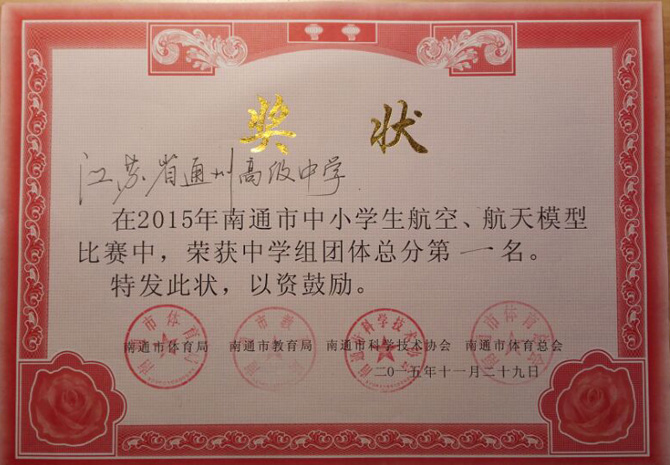 奖 状
江苏省通州高级中学
在2015年南通市中小学生航空、航天模型
比赛中，荣获中学组团体总分第一名。
特发此状，以资鼓励。
南通市体育局 南通市教育局 南通市科学技术协会 南通市体育总会
二〇一五年十一月二十九日